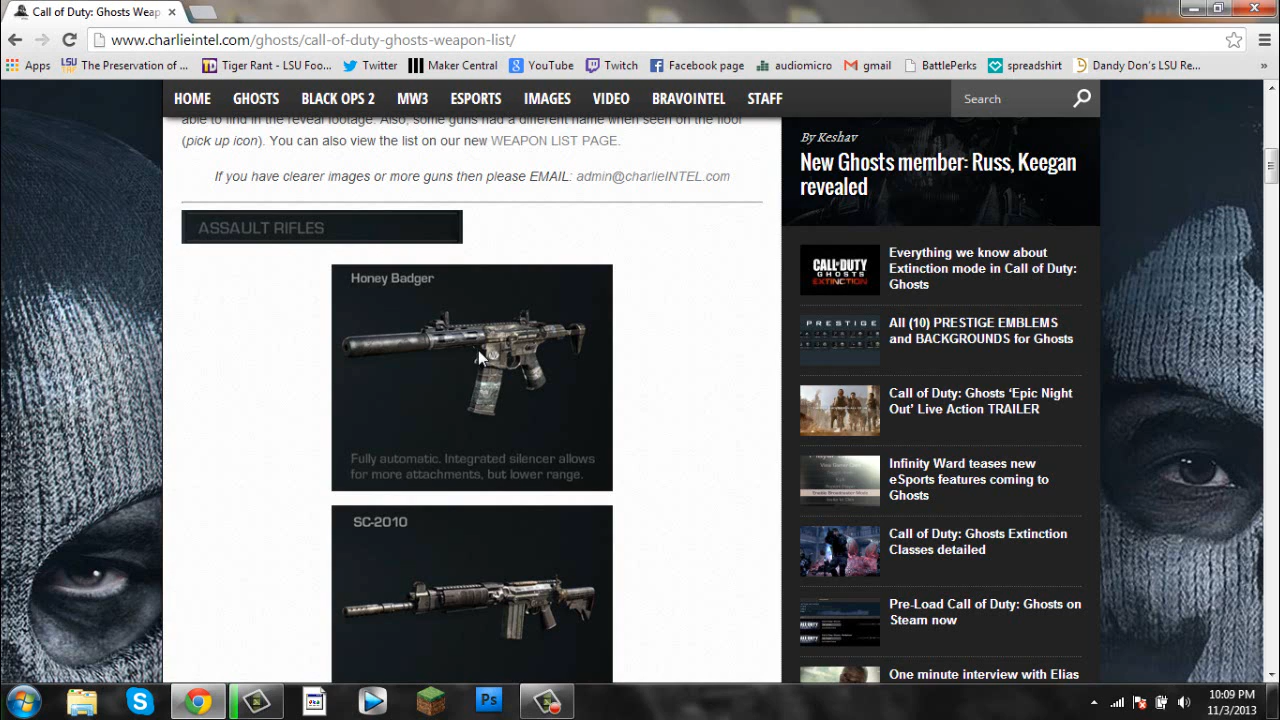 Call of Duty: Ghosts Weap
www.charlieintel.com/ghosts/call-of-duty-ghosts-weapon-list/
Apps
LSU
The Preservation of ...
TD
Tiger Rant - LSU Foo...
Twitter
Maker Central
YouTube
Twitch
Facebook page
audiomicro
gmail
BattlePerks
spreadshirt
Dandy Don's LSU Re...
HOME
GHOSTS
BLACK OPS 2
MW3
ESPORTS
IMAGES
VIDEO
BRAVOINTEL
STAFF
Search
able to find in the reveal footage. Also, some guns had a different name when seen on the floor
(pick up icon). You can also view the list on our new WEAPON LIST PAGE.
If you have clearer images or more guns then please EMAIL: admin@charlieINTEL.com
ASSAULT RIFLES
Honey Badger
Fully automatic. Integrated silencer allows
for more attachments, but lower range.
SC-2010
By Keshav
New Ghosts member: Russ, Keegan
revealed
CALL OF DUTY
GHOSTS
EXTINCTION
Everything we know about
Extinction mode in Call of Duty:
Ghosts
PRESTIGE
All (10) PRESTIGE EMBLEMS
and BACKGROUNDS for Ghosts
Call of Duty: Ghosts ‘Epic Night
Out’ Live Action TRAILER
Infinity Ward teases new
eSports features coming to
Ghosts
Call of Duty: Ghosts Extinction
Classes detailed
Pre-Load Call of Duty: Ghosts on
Steam now
One minute interview with Elias
Ps
10:09 PM
11/3/2013